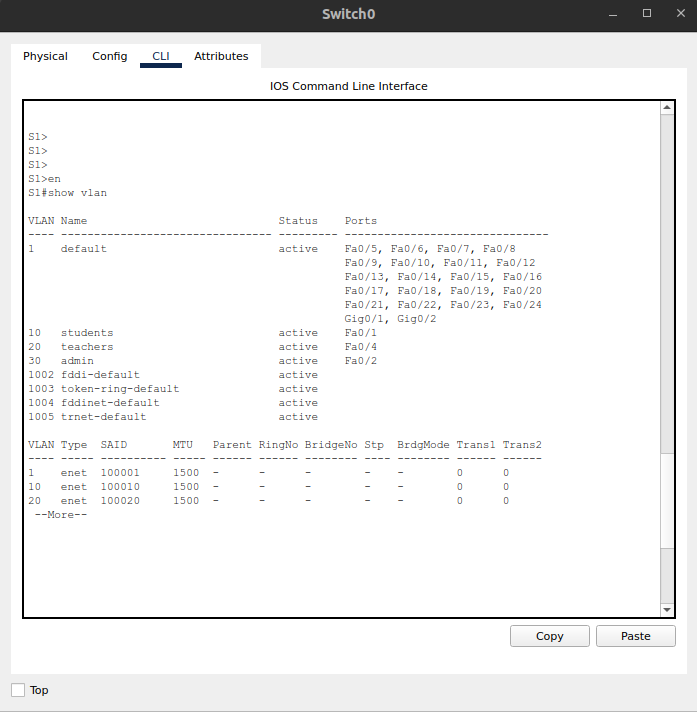 Switch0
Physical Config CLI Attributes
IOS Command Line Interface
S1>
S1>
S1>
S1>en
S1#show vlan
VLAN Name                             Status    Ports
---- -------------------------------- --------- -------------------------------
1    default                          active    Fa0/5, Fa0/6, Fa0/7, Fa0/8
                                                Fa0/9, Fa0/10, Fa0/11, Fa0/12
                                                Fa0/13, Fa0/14, Fa0/15, Fa0/16
                                                Fa0/17, Fa0/18, Fa0/19, Fa0/20
                                                Fa0/21, Fa0/22, Fa0/23, Fa0/24
                                                Gig0/1, Gig0/2
10   students                         active    Fa0/1
20   teachers                         active    Fa0/4
30   admin                            active    Fa0/2
1002 fddi-default                     active
1003 token-ring-default               active
1004 fddinet-default                  active
1005 trnet-default                    active
VLAN Type  SAID       MTU   Parent RingNo BridgeNo Stp  BrdgMode Trans1 Trans2
---- ----- ---------- ----- ------ ------ -------- ---- -------- ------ ------
1    enet  100001     1500  -      -      -        -    -        0      0
10   enet  100010     1500  -      -      -        -    -        0      0
20   enet  100020     1500  -      -      -        -    -        0      0
 --More--
Copy Paste
Top